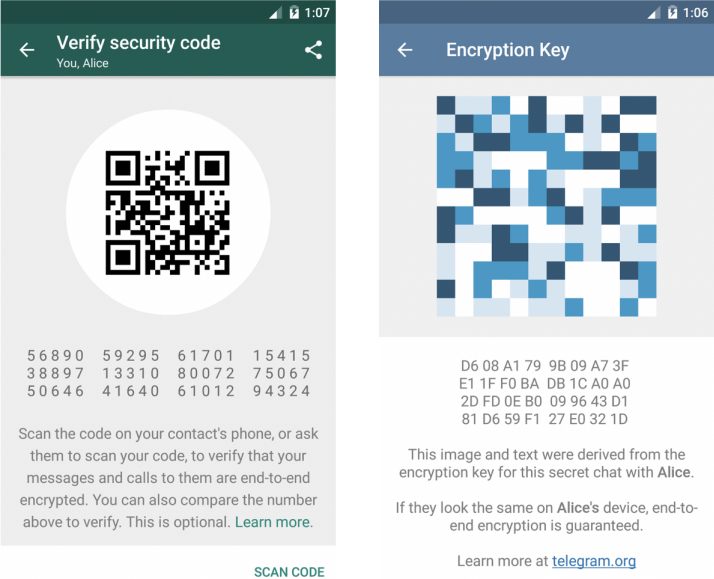 1:07
Verify security code
You, Alice
56890 59295 61701 15415
38897 13310 80072 75067
50646 41640 61012 94324
Scan the code on your contact's phone, or ask
them to scan your code, to verify that your
messages and calls to them are end-to-end
encrypted. You can also compare the number
above to verify. This is optional. Learn more.
SCAN CODE
1:06
Encryption Key
D6 08 A1 79 9B 09 A7 3F
E1 1F F0 BA DB 1C A0 A0
2D FD 0E B0 09 96 43 D1
81 D6 59 F1 27 E0 32 1D
This image and text were derived from the
encryption key for this secret chat with Alice.
If they look the same on Alice's device, end-to-
end encryption is guaranteed.
Learn more at telegram.org